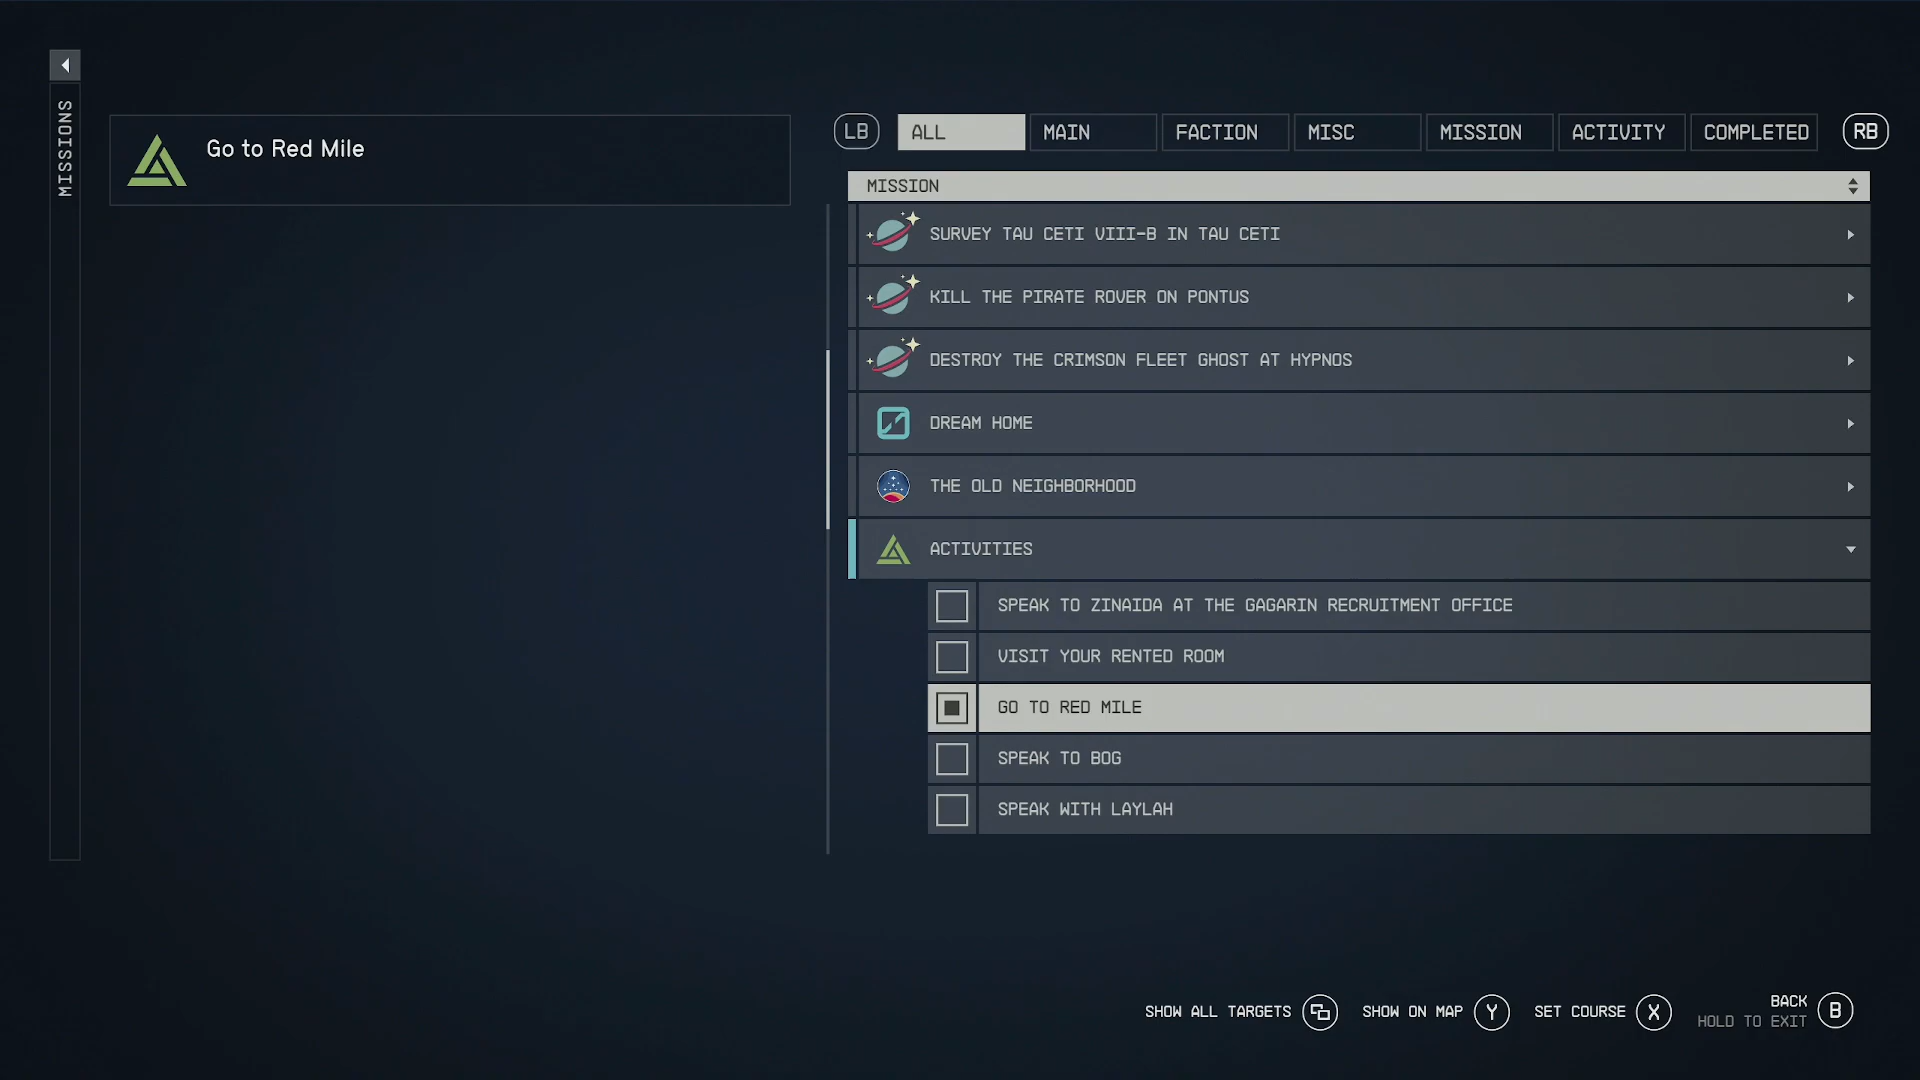 MISSIONS
Go to Red Mile
LB
ALL
MAIN
FACTION
MISC
MISSION
ACTIVITY
COMPLETED
RB
MISSION
SURVEY TAU CETI VIII-B IN TAU CETI
KILL THE PIRATE ROVER ON PONTUS
DESTROY THE CRIMSON FLEET GHOST AT HYPNOS
DREAM HOME
THE OLD NEIGHBORHOOD
ACTIVITIES
SPEAK TO ZINAIDA AT THE GAGARIN RECRUITMENT OFFICE
VISIT YOUR RENTED ROOM
GO TO RED MILE
SPEAK TO BOG
SPEAK WITH LAYLAH
SHOW ALL TARGETS
SHOW ON MAP Y
SET COURSE X
BACK B
HOLD TO EXIT